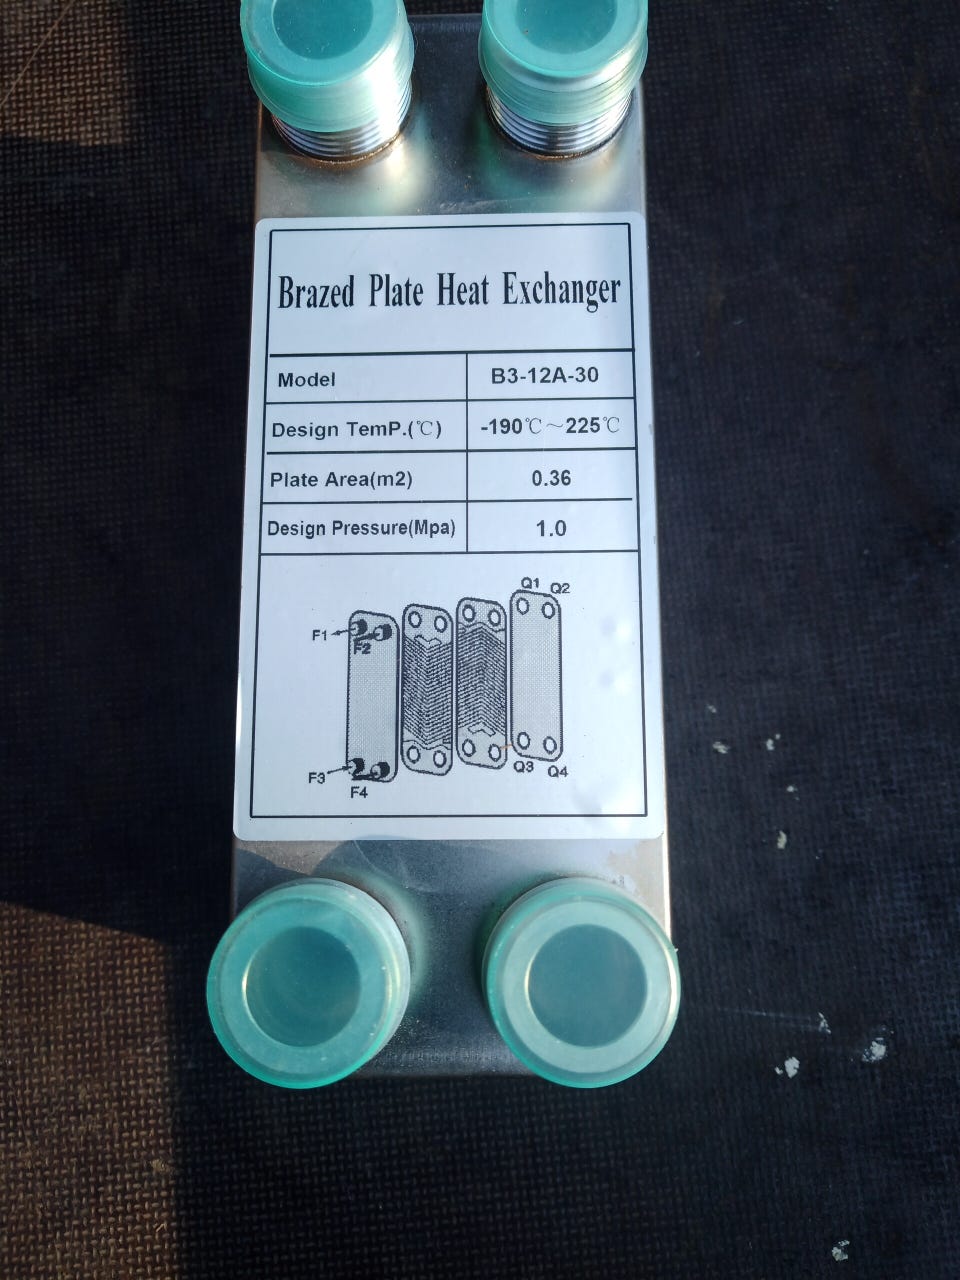 Brazed Plate Heat Exchanger
Model B3-12A-30
Design TemP.(℃) -190℃~225℃
Plate Area(m2) 0.36
Design Pressure(Mpa) 1.0
Q1 Q2
F1
F2
Q3 Q4
F3
F4